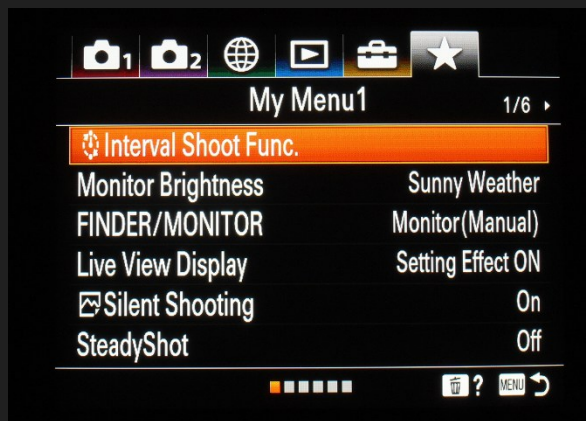 1 2
My Menu1 1/6
Interval Shoot Func.
Monitor Brightness Sunny Weather
FINDER/MONITOR Monitor(Manual)
Live View Display Setting Effect ON
Silent Shooting On
SteadyShot Off
? MENU